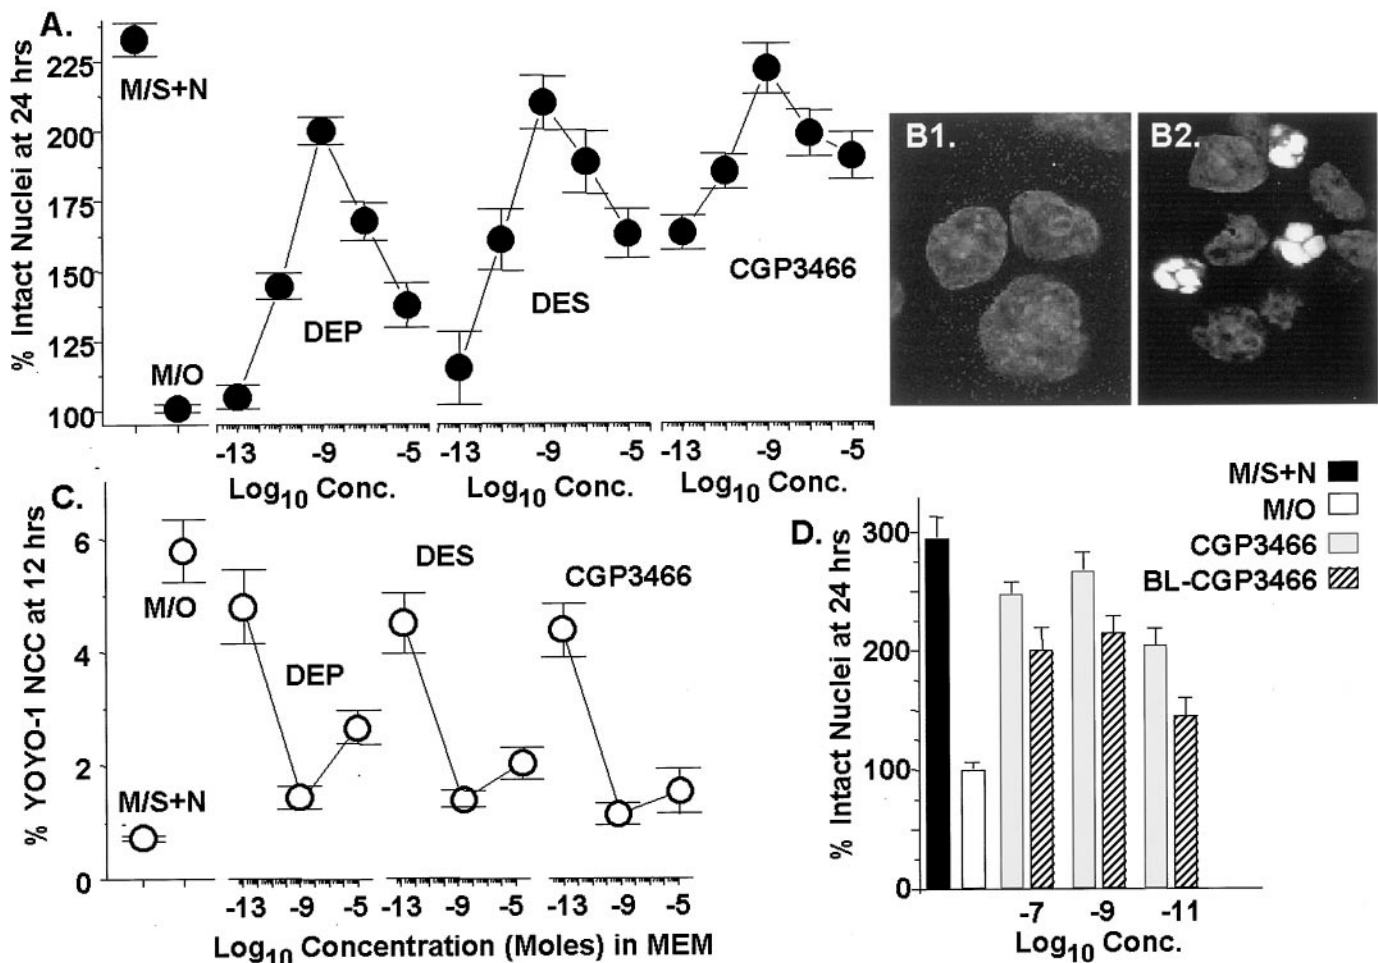 A.
% Intact Nuclei at 24 hrs
225
200
175
150
125
100
M/S+N
M/O
DEP
DES
CGP3466
-13 -9 -5
-13 -9 -5
-13 -9 -5
Log10 Conc.
Log10 Conc.
Log10 Conc.
B1.
B2.
C.
% YOYO-1 NCC at 12 hrs
6
4
2
0
M/O
M/S+N
DEP
DES
CGP3466
-13 -9 -5
-13 -9 -5
-13 -9 -5
Log10 Concentration (Moles) in MEM
D.
% Intact Nuclei at 24 hrs
300
200
100
0
M/S+N
M/O
CGP3466
BL-CGP3466
-7 -9 -11
Log10 Conc.